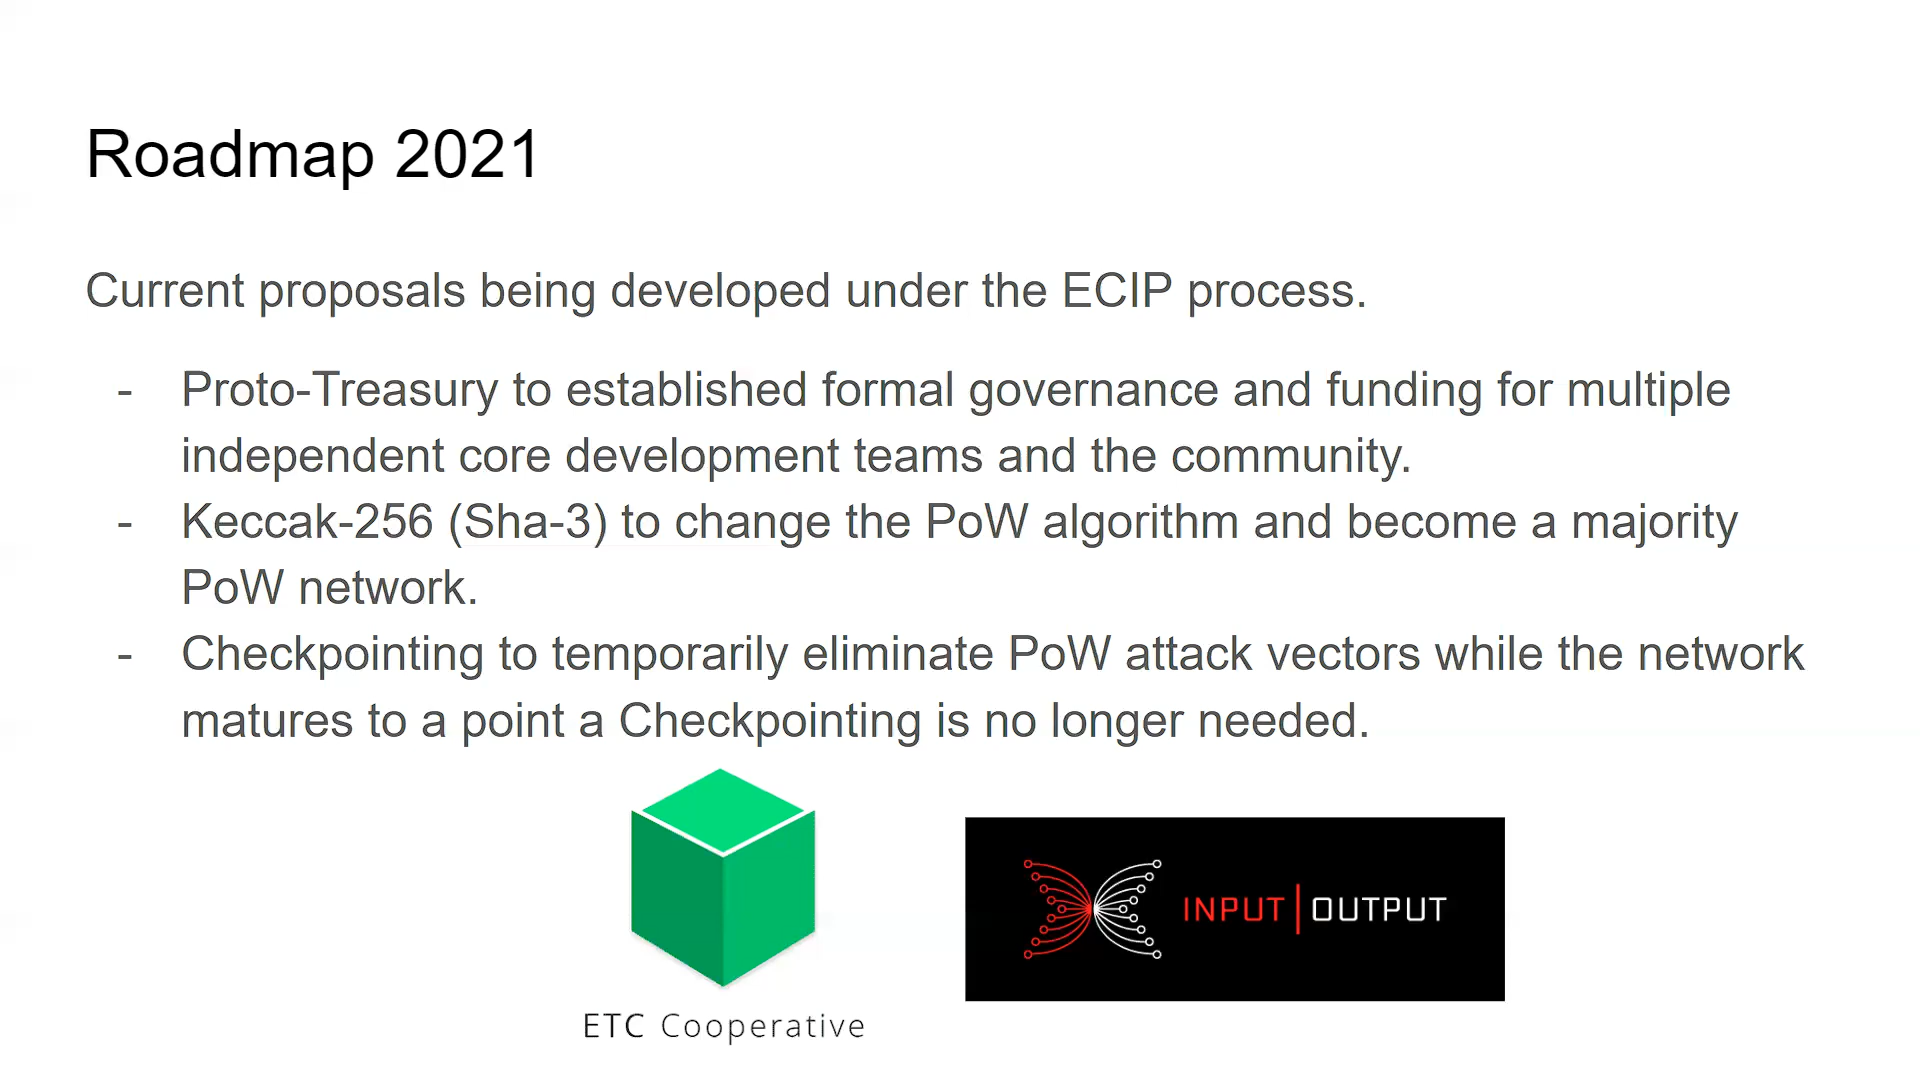 Roadmap 2021
Current proposals being developed under the ECIP process.
- Proto-Treasury to established formal governance and funding for multiple
independent core development teams and the community.
- Keccak-256 (Sha-3) to change the PoW algorithm and become a majority
PoW network.
- Checkpointing to temporarily eliminate PoW attack vectors while the network
matures to a point a Checkpointing is no longer needed.
INPUT|OUTPUT
ETC Cooperative